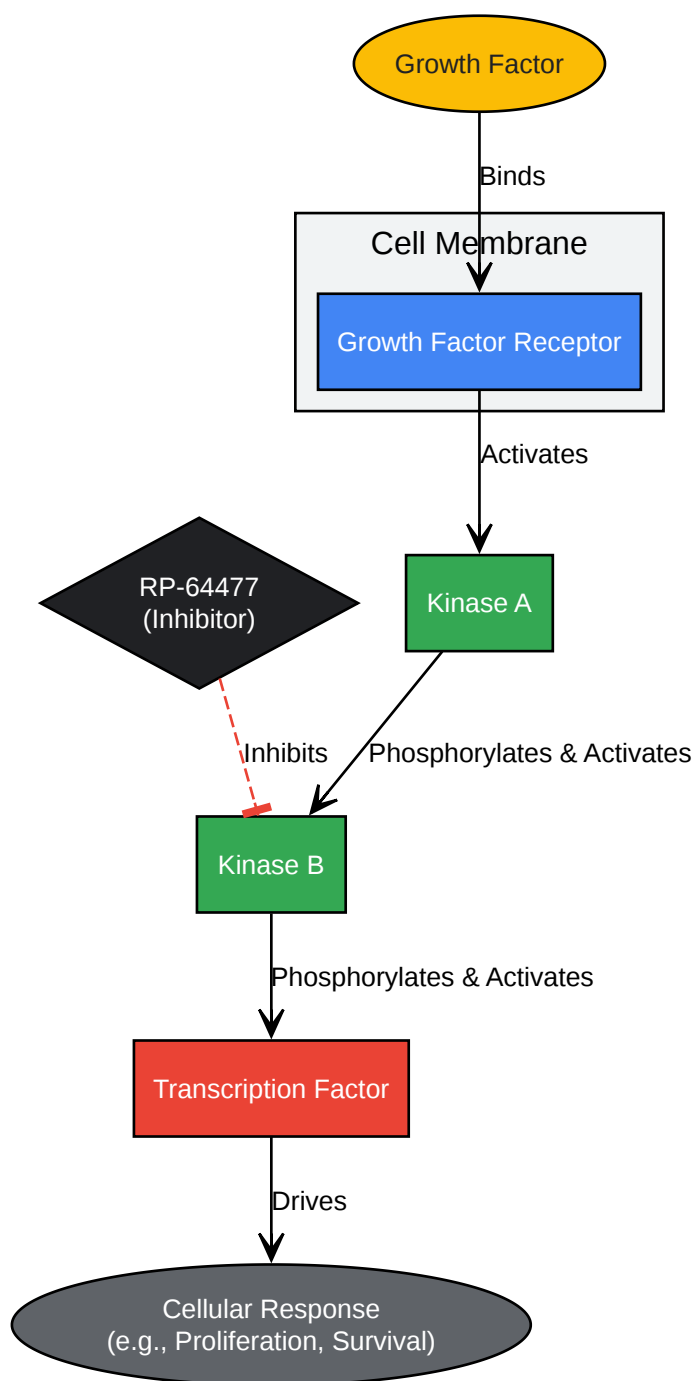 Growth Factor
Binds
Cell Membrane
Growth Factor Receptor
Activates
RP-64477
(Inhibitor)
Kinase A
Inhibits
Phosphorylates & Activates
Kinase B
Phosphorylates & Activates
Transcription Factor
Drives
Cellular Response
(e.g., Proliferation, Survival)